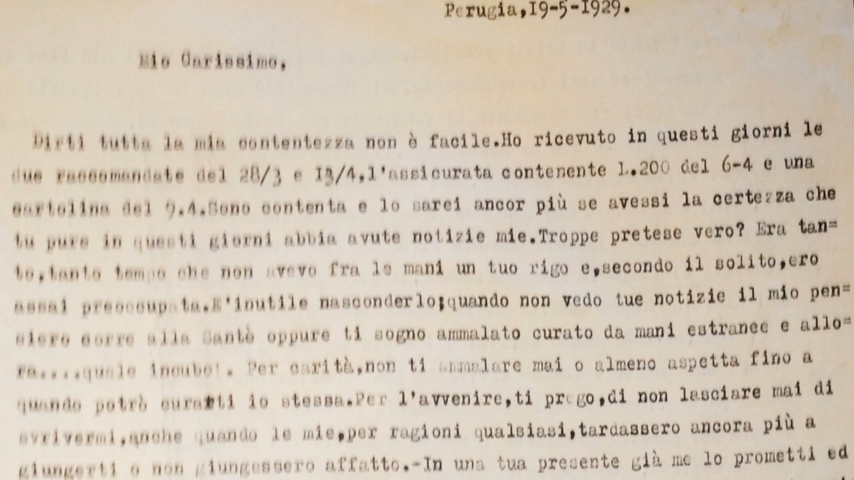 Perugia,I9-5-I929.
Mio Carissimo,
Dirti tutta la mia contentezza non è facile.Ho ricevuto in questi giorni le
due raccomandate del 28/3 e I3/4,l'assicurata contenente L.200 del 6-4 e una
cartolina del 9.4.Sono contenta e lo sarei ancor più se avessi la certezza che
tu pure in questi giorni abbia avute notizie mie.Troppe pretese vero? Era tan=
to,tanto tempo che non avevo fra le mani un tuo rigo e,secondo il solito,ero
assai preoccupata.E'inutile nasconderlo;quando non vedo tue notizie il mio pen=
siero corre alla Santè oppure ti sogno ammalato curato da mani estranee e allo=
ra....quale incubo!. Per carità,non ti ammalare mai o almeno aspetta fino a
quando potrò curarti io stessa.Per l'avvenire,ti prego,di non lasciare mai di
svrivermi,anche quando le mie,per ragioni qualsiasi,tardassero ancora più a
giungerti o non giungessero affatto.-In una tua presente già me lo prometti ed